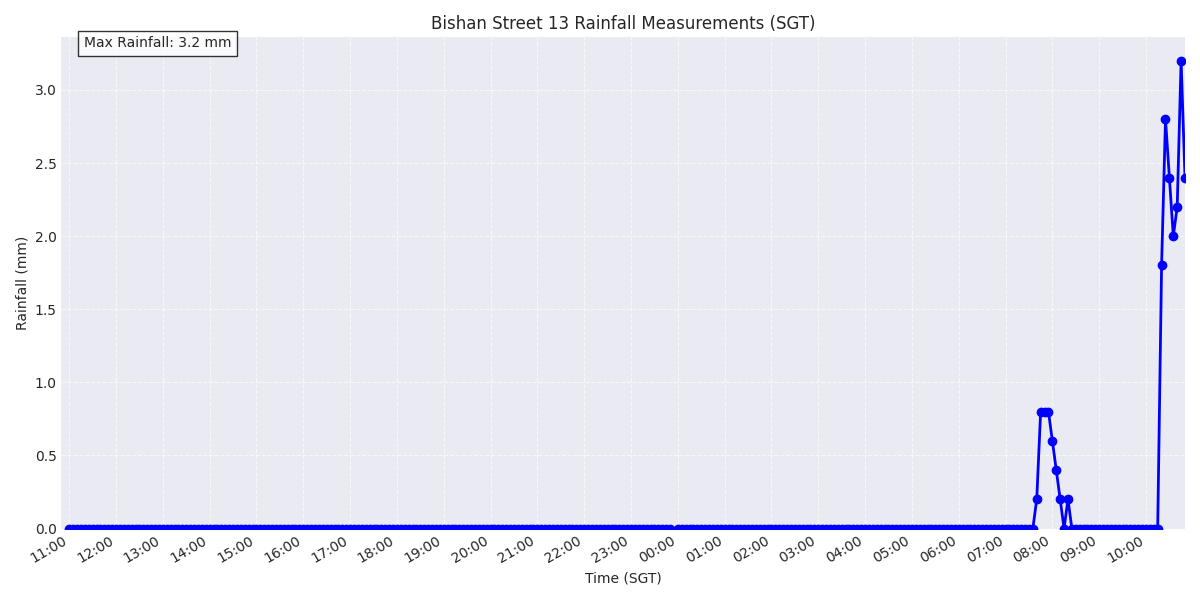 Bishan Street 13 Rainfall Measurements (SGT)
Max Rainfall: 3.2 mm
3.0
2.5
2.0
1.5
1.0
0.5
0.0
Rainfall (mm)
11:00 12:00 13:00 14:00 15:00 16:00 17:00 18:00 19:00 20:00 21:00 22:00 23:00 00:00 01:00 02:00 03:00 04:00 05:00 06:00 07:00 08:00 09:00 10:00
Time (SGT)